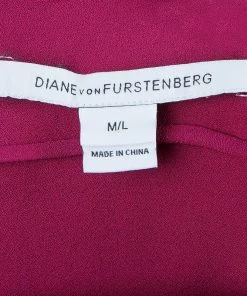 DIANE VON FURSTENBERG
M/L
MADE IN CHINA